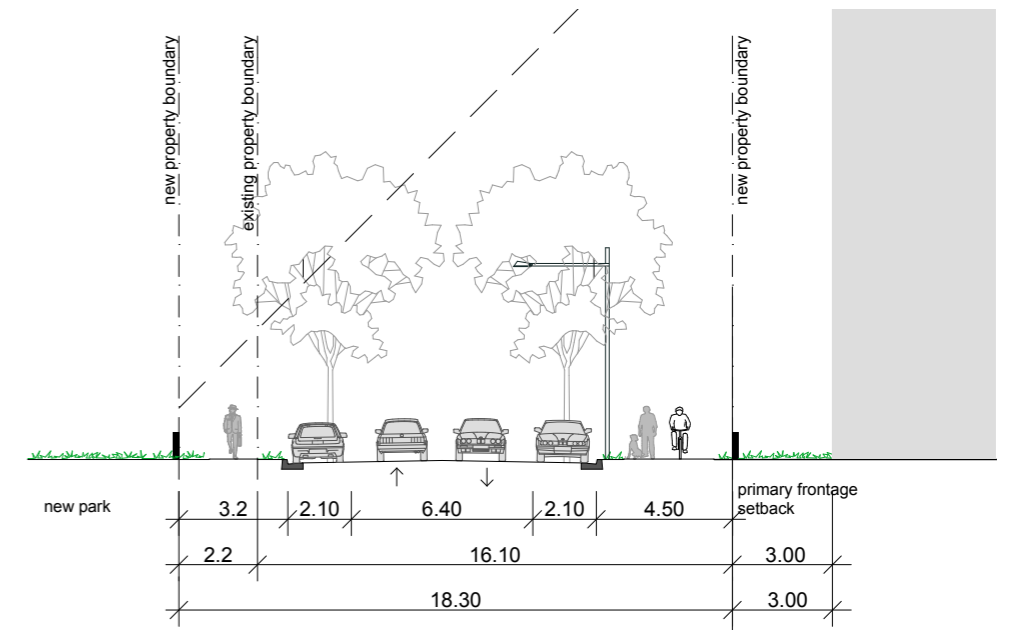 new property boundary
existing property boundary
new property boundary
new park
primary frontage
setback
3.2
2.10
6.40
2.10
4.50
2.2
16.10
3.00
18.30
3.00